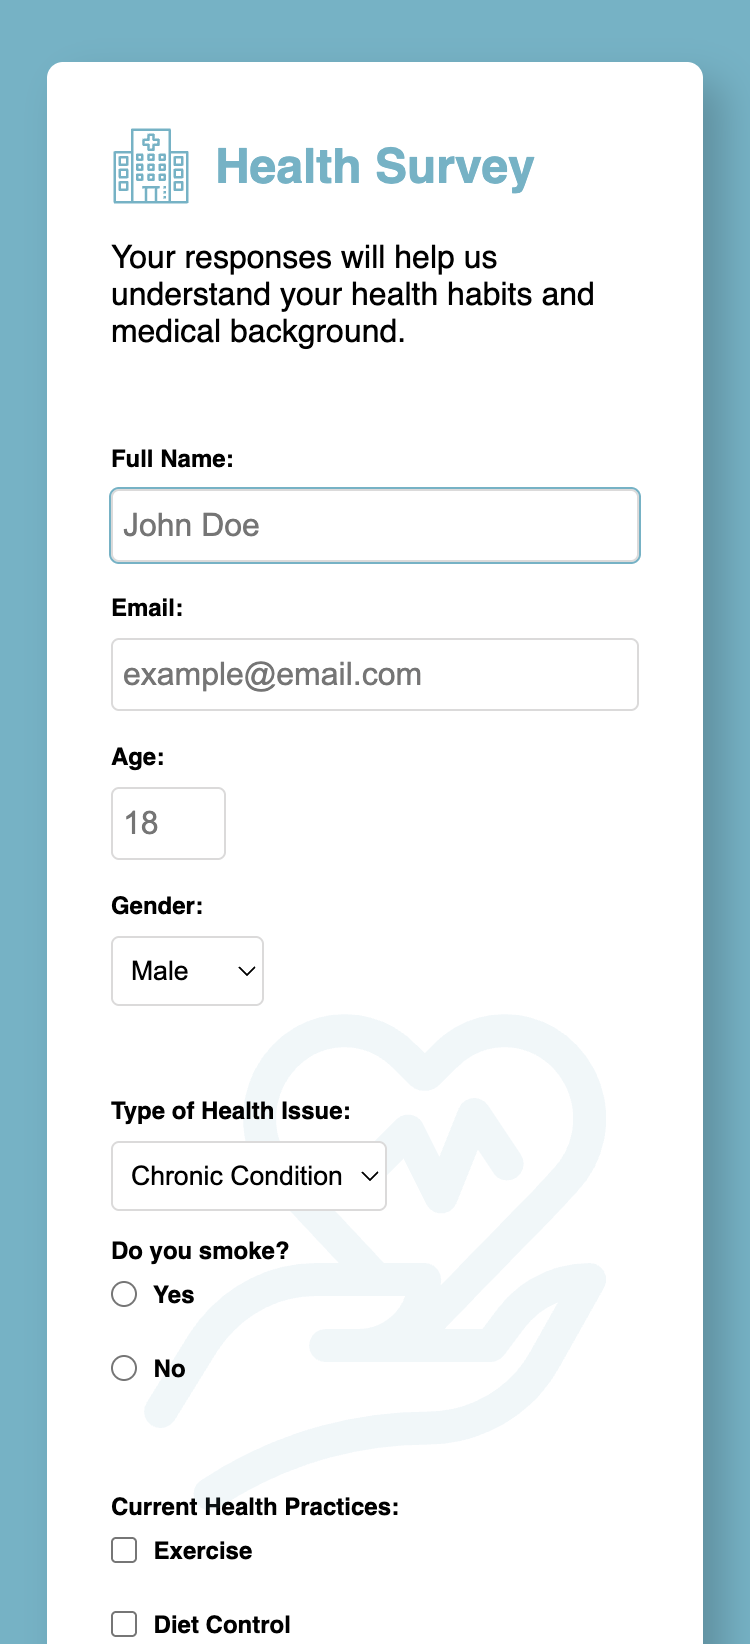 Health Survey
Your responses will help us
understand your health habits and
medical background.
Full Name:
John Doe
Email:
example@email.com
Age:
18
Gender:
Male
Type of Health Issue:
Chronic Condition
Do you smoke?
Yes
No
Current Health Practices:
Exercise
Diet Control